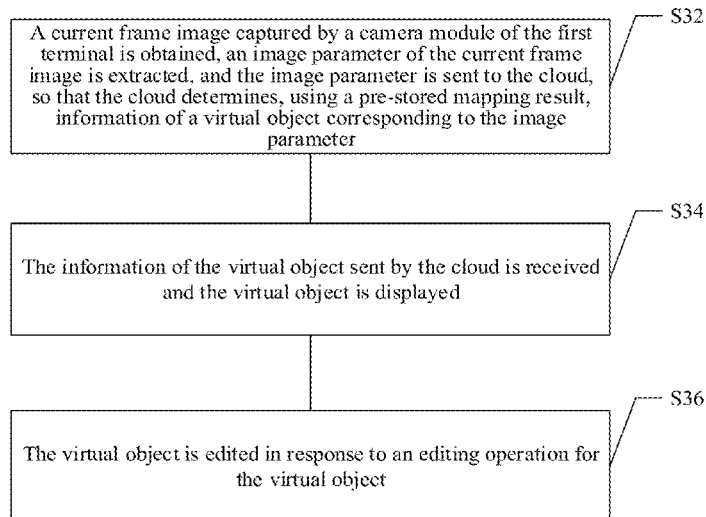 S32
A current frame image captured by a camera module of the first
terminal is obtained, an image parameter of the current frame
image is extracted, and the image parameter is sent to the cloud,
so that the cloud determines, using a pre-stored mapping result,
information of a virtual object corresponding to the image
parameter
S34
The information of the virtual object sent by the cloud is received
and the virtual object is displayed
S36
The virtual object is edited in response to an editing operation for
the virtual object